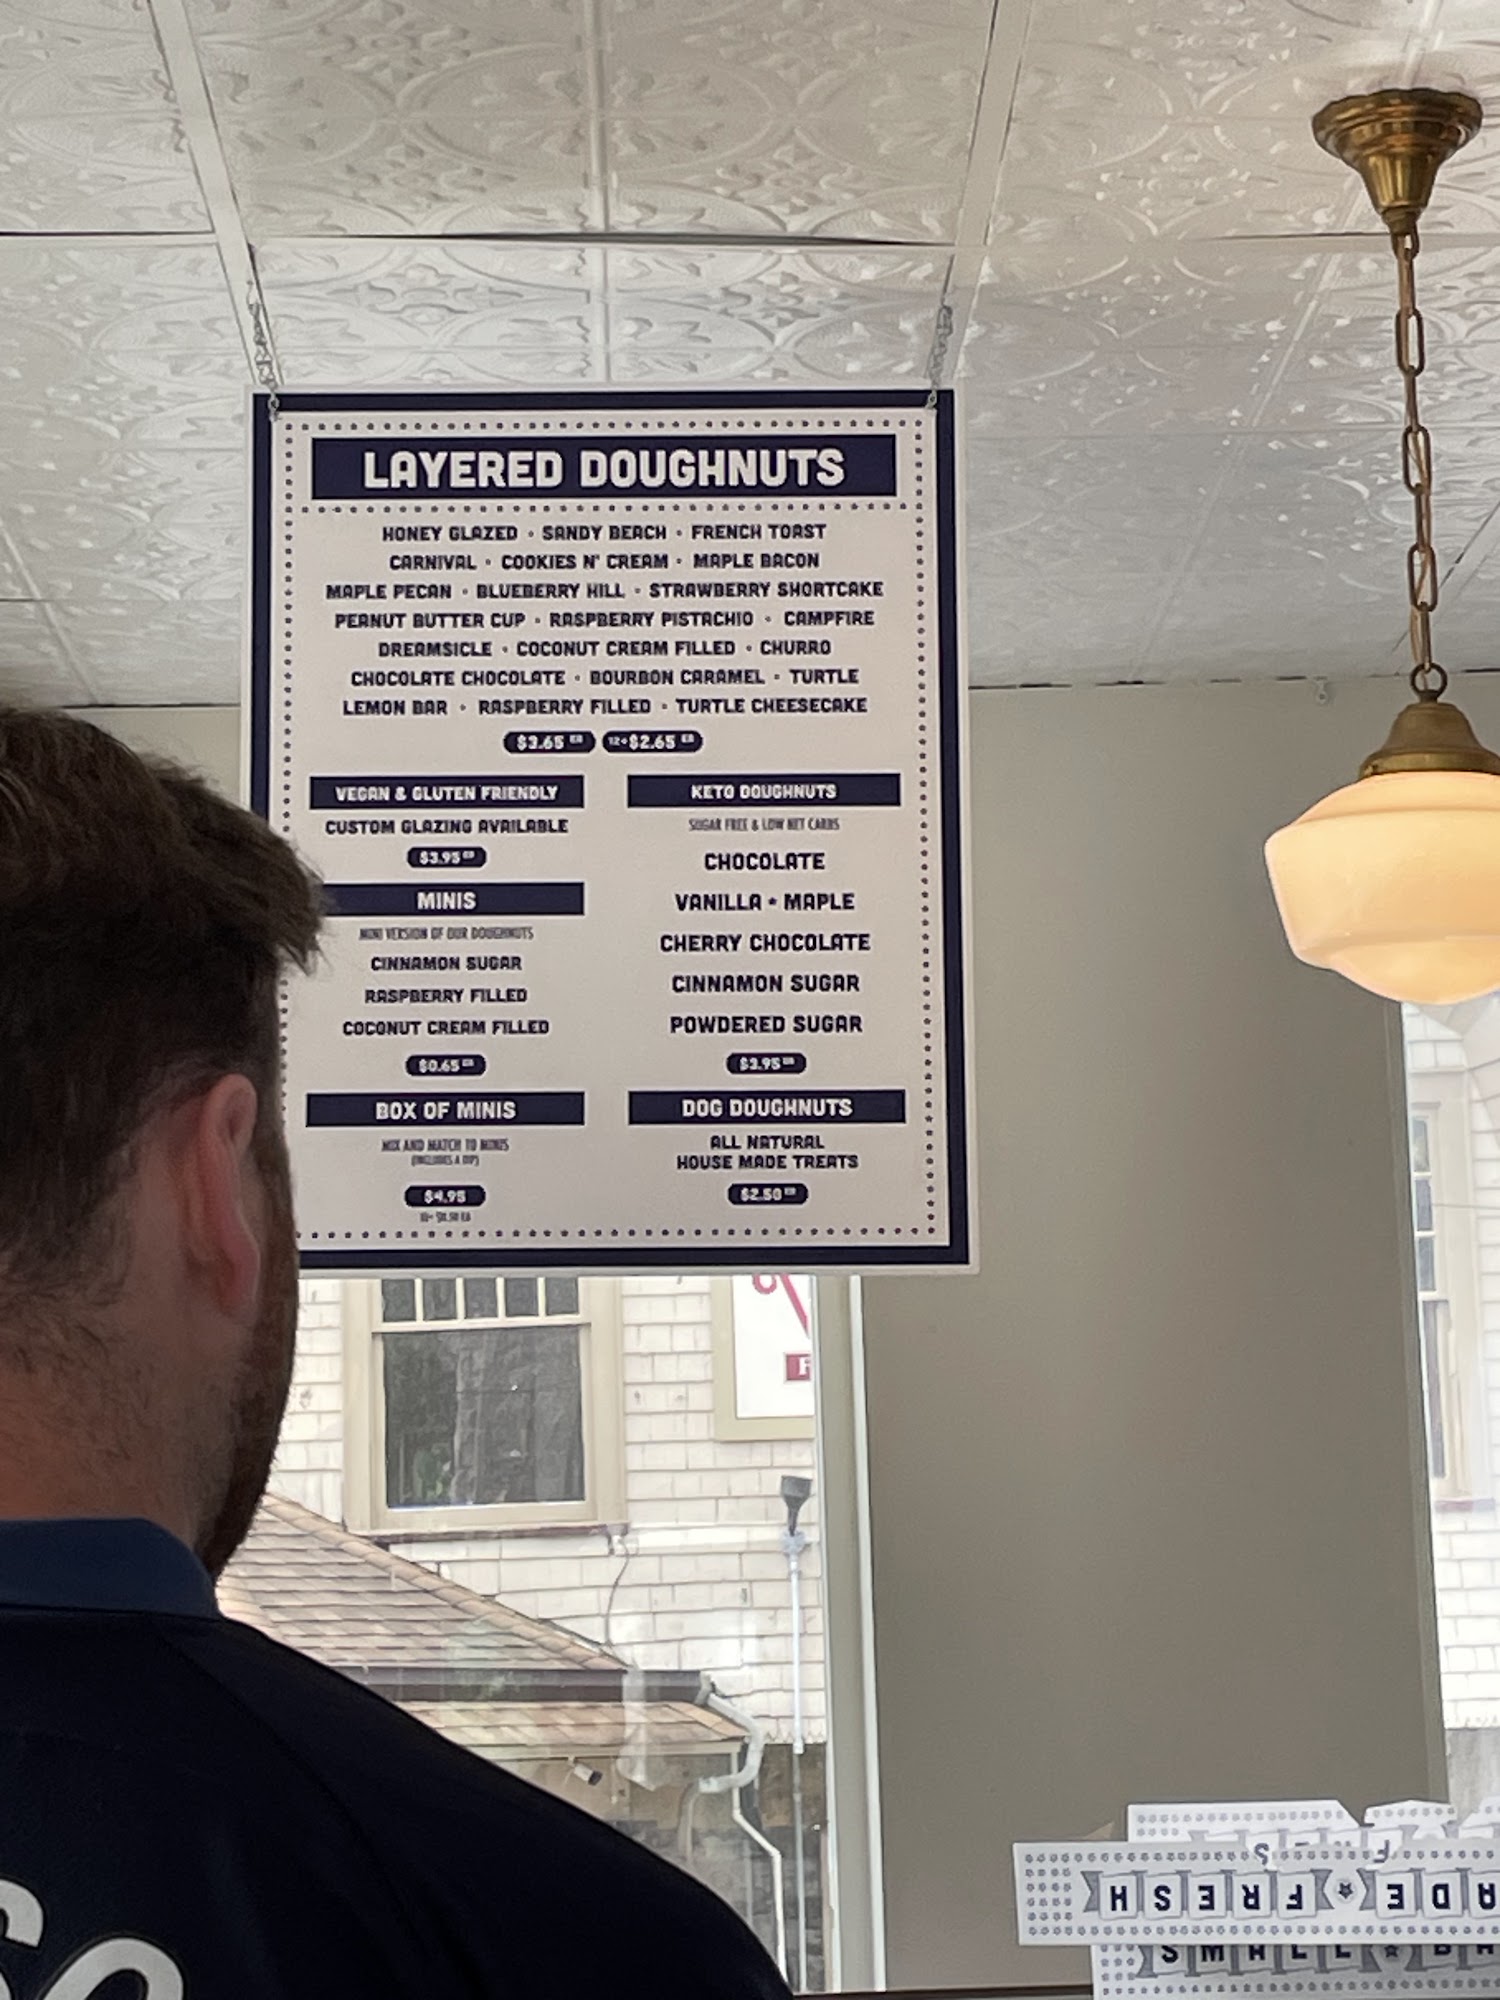 LAYERED DOUGHNUTS
HONEY GLAZED • SANDY BEACH • FRENCH TOAST
CARNIVAL • COOKIES N' CREAM • MAPLE BACON
MAPLE PECAN • BLUEBERRY HILL • STRAWBERRY SHORTCAKE
PEANUT BUTTER CUP • RASPBERRY PISTACHIO • CAMPFIRE
DREAMSICLE • COCONUT CREAM FILLED • CHURRO
CHOCOLATE CHOCOLATE • BOURBON CARAMEL • TURTLE
LEMON BAR • RASPBERRY FILLED • TURTLE CHEESECAKE
$3.65 EA 12+ $2.65 EA
VEGAN & GLUTEN FRIENDLY
CUSTOM GLAZING AVAILABLE
$3.95 EA
MINIS
MINI VERSION OF OUR DOUGHNUTS
CINNAMON SUGAR
RASPBERRY FILLED
COCONUT CREAM FILLED
$0.65 EA
BOX OF MINIS
MIX AND MATCH 10 MINIS
(INCLUDES A DIP)
$4.95
KETO DOUGHNUTS
SUGAR FREE & LOW NET CARBS
CHOCOLATE
VANILLA • MAPLE
CHERRY CHOCOLATE
CINNAMON SUGAR
POWDERED SUGAR
$3.95 EA
DOG DOUGHNUTS
ALL NATURAL
HOUSE MADE TREATS
$2.50 EA
FRESH
SMALL